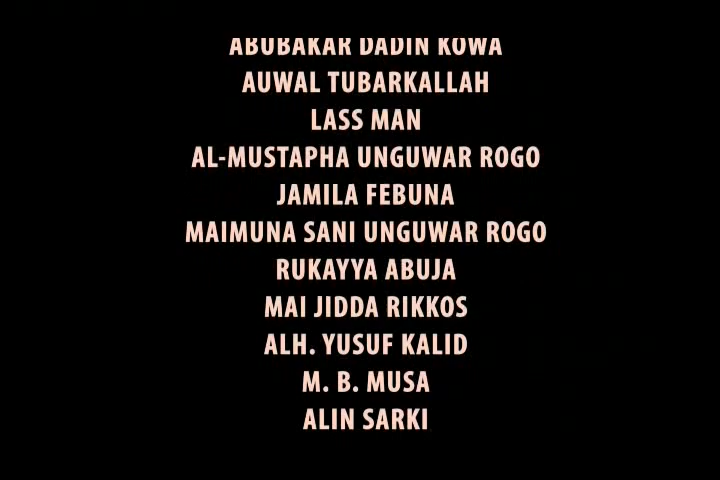 ABUBAKAR DADIN KOWA
AUWAL TUBARKALLAH
LASS MAN
AL-MUSTAPHA UNGUWAR ROGO
JAMILA FEBUNA
MAIMUNA SANI UNGUWAR ROGO
RUKAYYA ABUJA
MAI JIDDA RIKKOS
ALH. YUSUF KALID
M. B. MUSA
ALIN SARKI